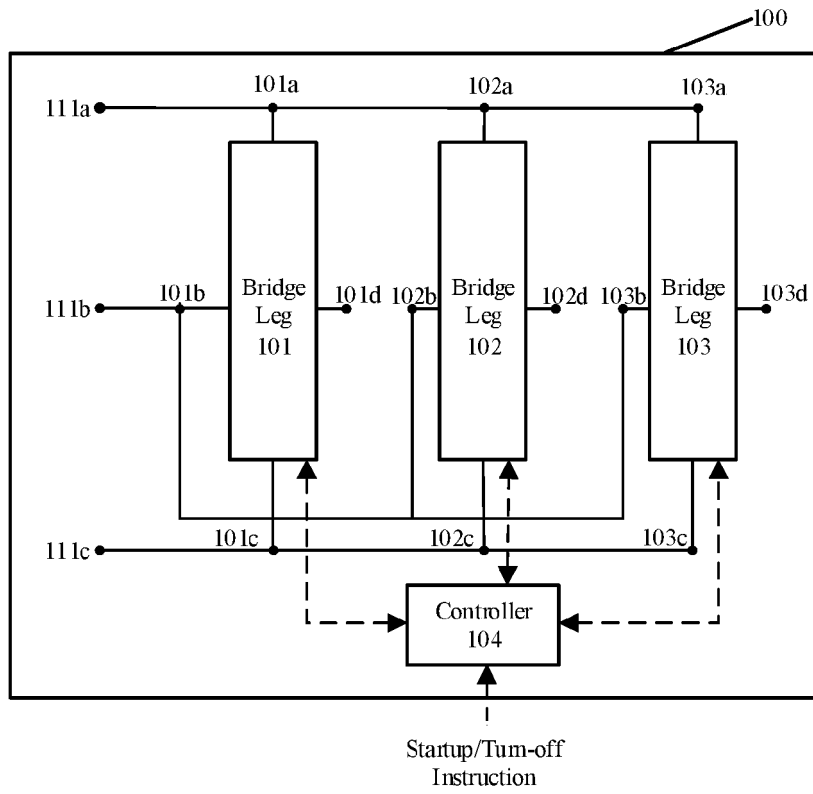 100
101a
102a
103a
111a
111b
101b
Bridge
Leg
101
101d
102b
Bridge
Leg
102
102d
103b
Bridge
Leg
103
103d
111c
101c
102c
103c
Controller
104
Startup/Turn-off
Instruction